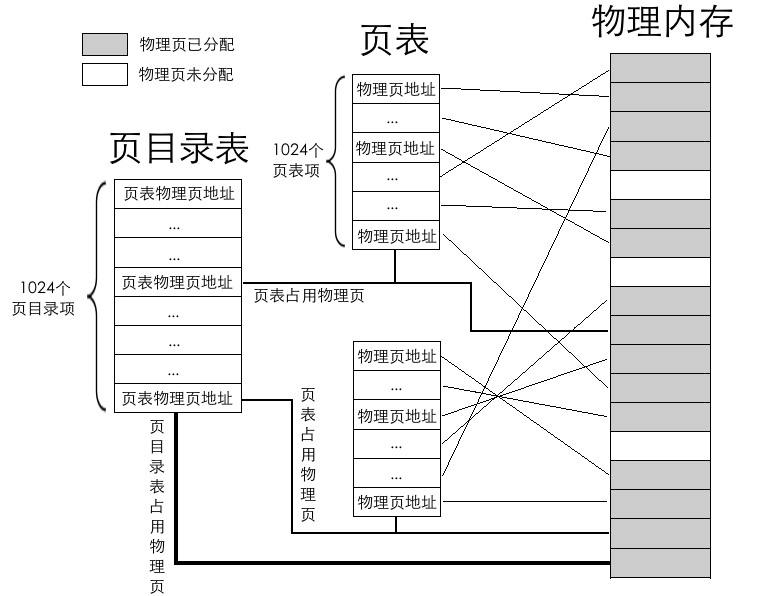 物理内存
页表
物理页已分配
物理页未分配
页目录表
1024个
页表项
物理页地址
...
物理页地址
...
...
物理页地址
1024个
页目录项
页表物理页地址
...
...
页表物理页地址
...
...
...
页表物理页地址
页表占用物理页
物理页地址
...
物理页地址
...
...
物理页地址
页表占用物理页
页目录表占用物理页